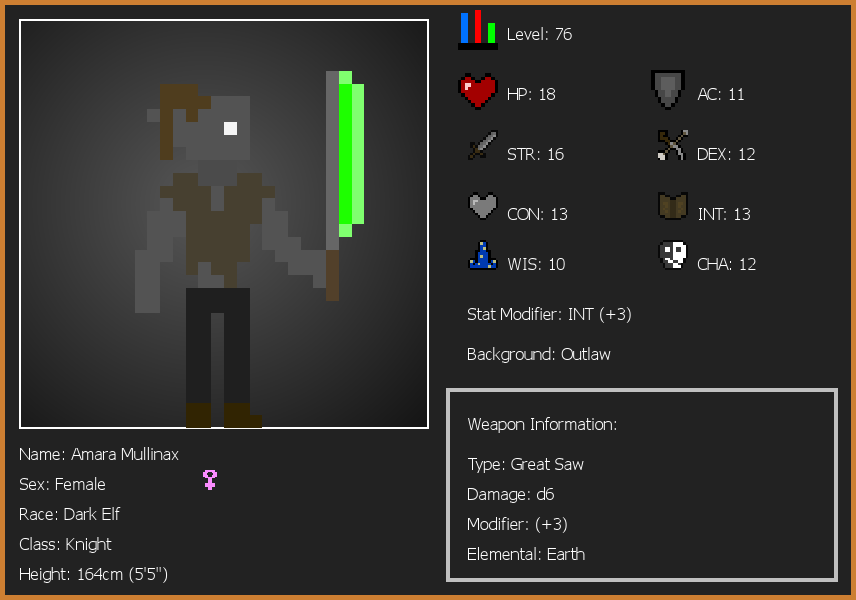 Level: 76
HP: 18
AC: 11
STR: 16
DEX: 12
CON: 13
INT: 13
WIS: 10
CHA: 12
Stat Modifier: INT (+3)
Background: Outlaw
Weapon Information:
Type: Great Saw
Damage: d6
Modifier: (+3)
Elemental: Earth
Name: Amara Mullinax
Sex: Female
Race: Dark Elf
Class: Knight
Height: 164cm (5'5")